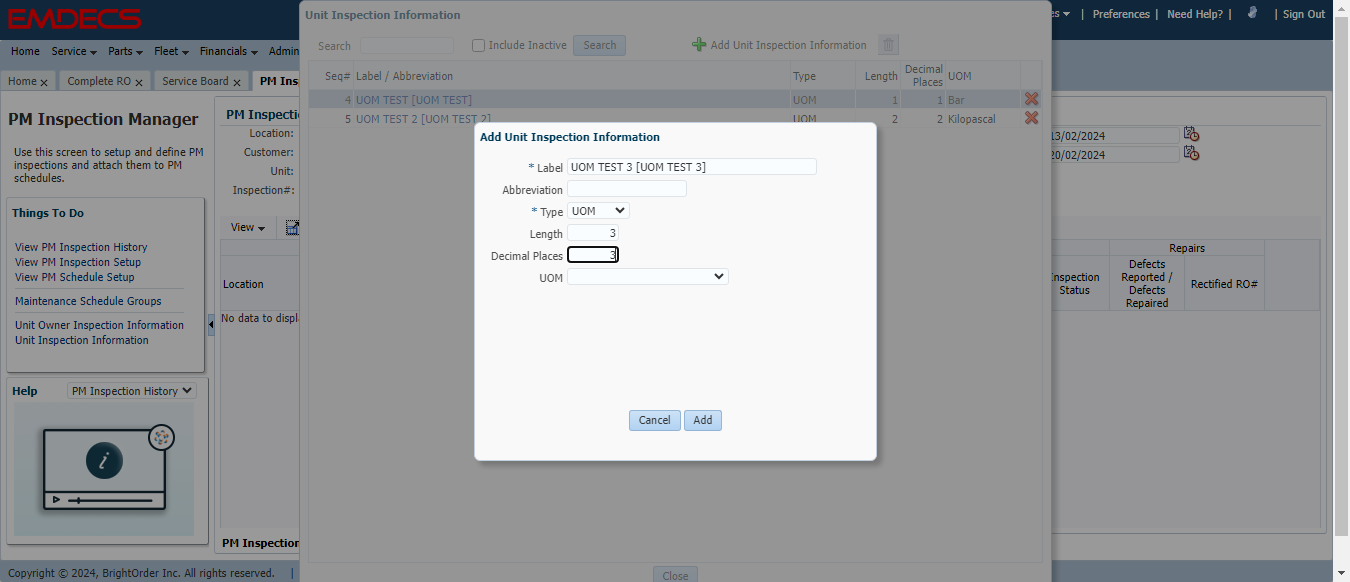 EMDECS
Preferences | Need Help? | | Sign Out
Home Service Parts Fleet Financials Admin
Home x Complete RO x Service Board x PM Ins
PM Inspection Manager
Use this screen to setup and define PM
inspections and attach them to PM
schedules.
Things To Do
View PM Inspection History
View PM Inspection Setup
View PM Schedule Setup
Maintenance Schedule Groups
Unit Owner Inspection Information
Unit Inspection Information
Help PM Inspection History
PM Inspecti
Location:
Customer:
Unit:
Inspection#:
View
Location
No data to displ
PM Inspection
Unit Inspection Information
Search Include Inactive Search Add Unit Inspection Information
Seq# Label / Abbreviation Type Length Decimal Places UOM
4 UOM TEST [UOM TEST] UOM 1 1 Bar
5 UOM TEST 2 [UOM TEST 2] UOM 2 2 Kilopascal
Add Unit Inspection Information
* Label UOM TEST 3 [UOM TEST 3]
Abbreviation
* Type UOM
Length 3
Decimal Places 3
UOM
Cancel Add
Close
13/02/2024
20/02/2024
Repairs
Inspection
Status
Defects
Reported /
Defects
Repaired
Rectified RO#
Copyright © 2024, BrightOrder Inc. All rights reserved. |